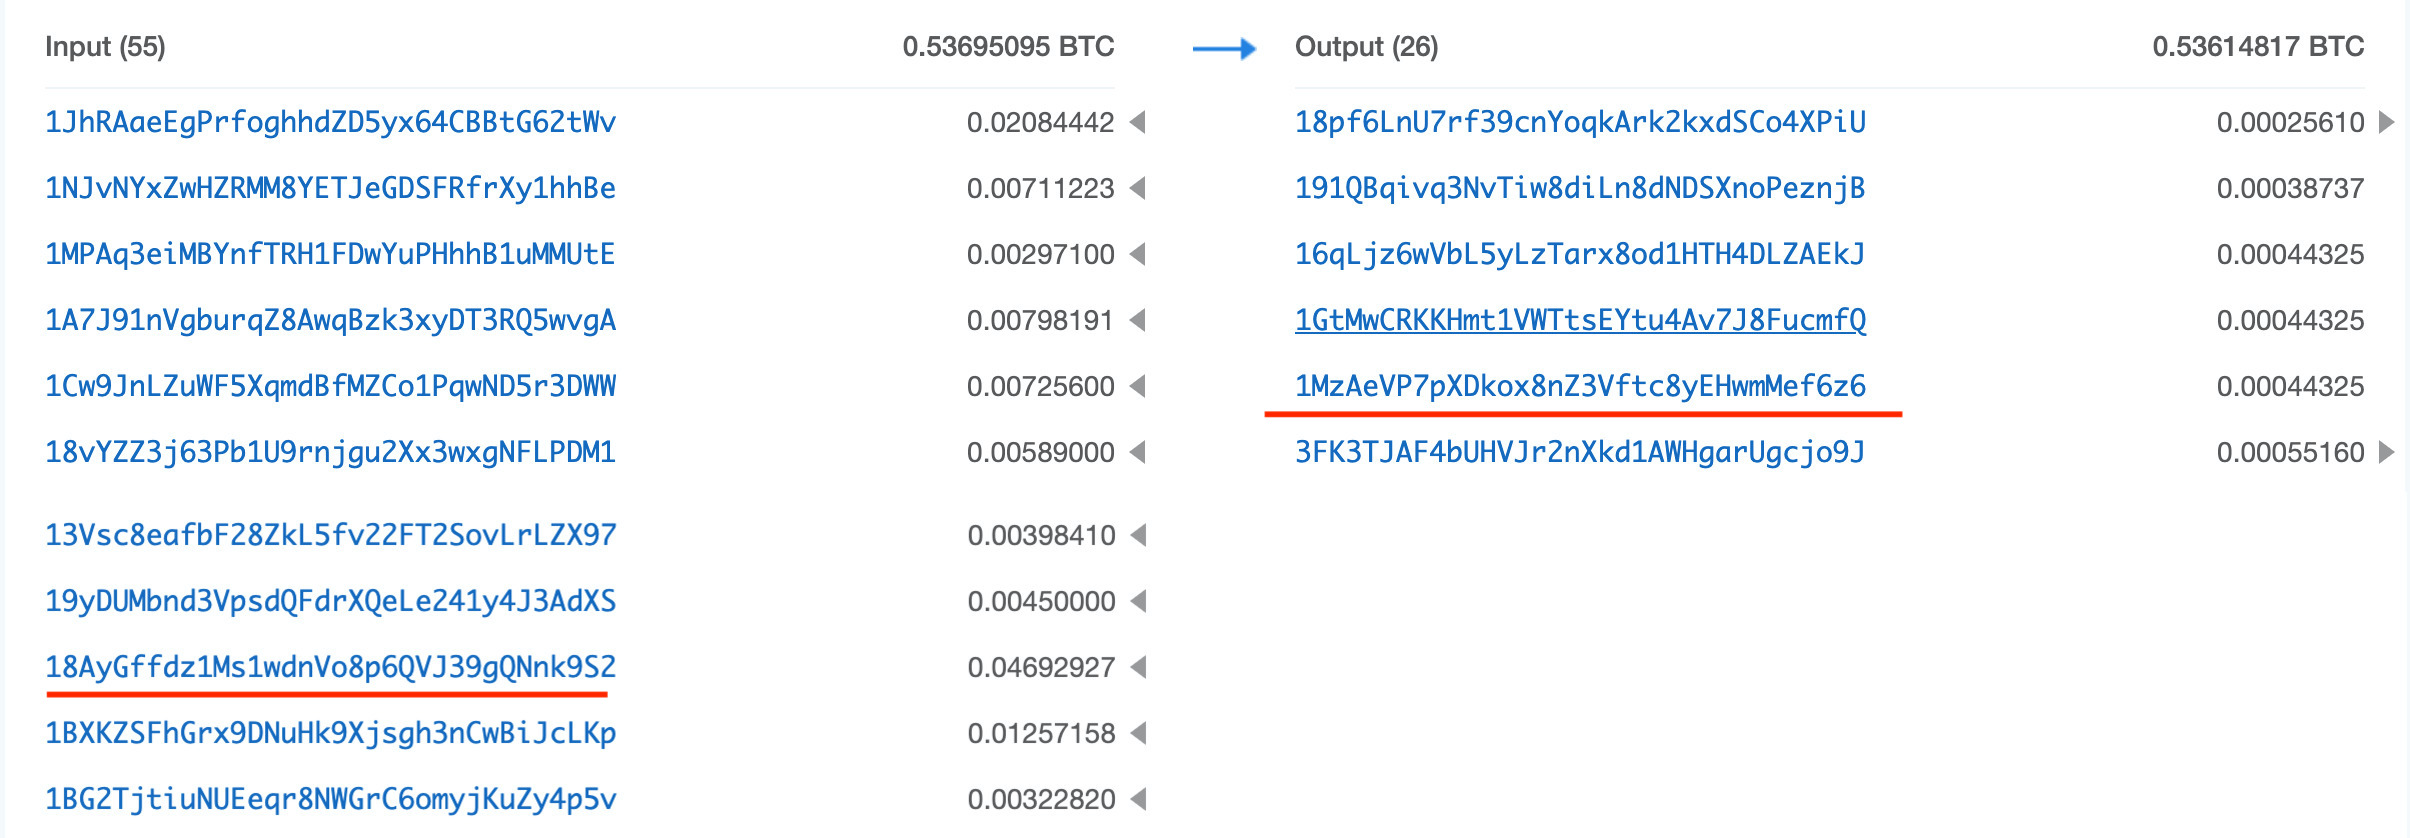 Input (55) 0.53695095 BTC
1JhRAaeEgPrfoghhdZD5yx64CBBtG62tWv 0.02084442
1NJvNYxZwHZRMM8YETJeGDSFRfrXy1hhBe 0.00711223
1MPAq3eiMBYnfTRH1FDwYuPHhhB1uMMUtE 0.00297100
1A7J91nVgburqZ8AwqBzk3xyDT3RQ5wvgA 0.00798191
1Cw9JnLZuWF5XqmdBfMZCo1PqwND5r3DWW 0.00725600
18vYZZ3j63Pb1U9rnjgu2Xx3wxgNFLPDM1 0.00589000
13Vsc8eafbF28ZkL5fv22FT2SovLrLZX97 0.00398410
19yDUMbnd3VpsdQFdrXQeLe241y4J3AdXS 0.00450000
18AyGffdz1Ms1wdnVo8p6QVJ39gQNnk9S2 0.04692927
1BXKZSFhGrx9DNuHk9Xjsgh3nCwBiJcLKp 0.01257158
1BG2TjtiuNUEeqr8NWGrC6omyjKuZy4p5v 0.00322820
Output (26) 0.53614817 BTC
18pf6LnU7rf39cnYoqkArk2kxdSCo4XPiU 0.00025610
191QBqivq3NvTiw8diLn8dNDSXnoPeznjB 0.00038737
16qLjz6wVbL5yLzTarx8od1HTH4DLZAEkJ 0.00044325
1GtMwCRKKHmt1VWTtsEYtu4Av7J8FucmfQ 0.00044325
1MzAeVP7pXDkox8nZ3Vftc8yEHwmMef6z6 0.00044325
3FK3TJAF4bUHVJr2nXkd1AWHgarUgcjo9J 0.00055160